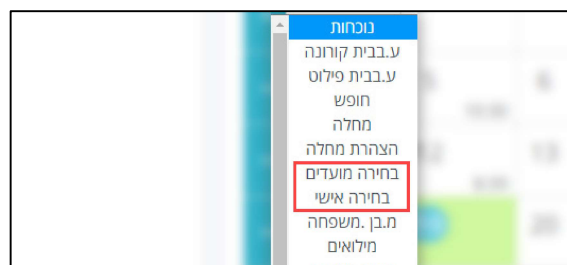 נוכחות
ע.בבית קורונה
ע.בבית פילוט
חופש
מחלה
הצהרת מחלה
בחירה מועדים
בחירה אישי
מ.בן .משפחה
מילואים